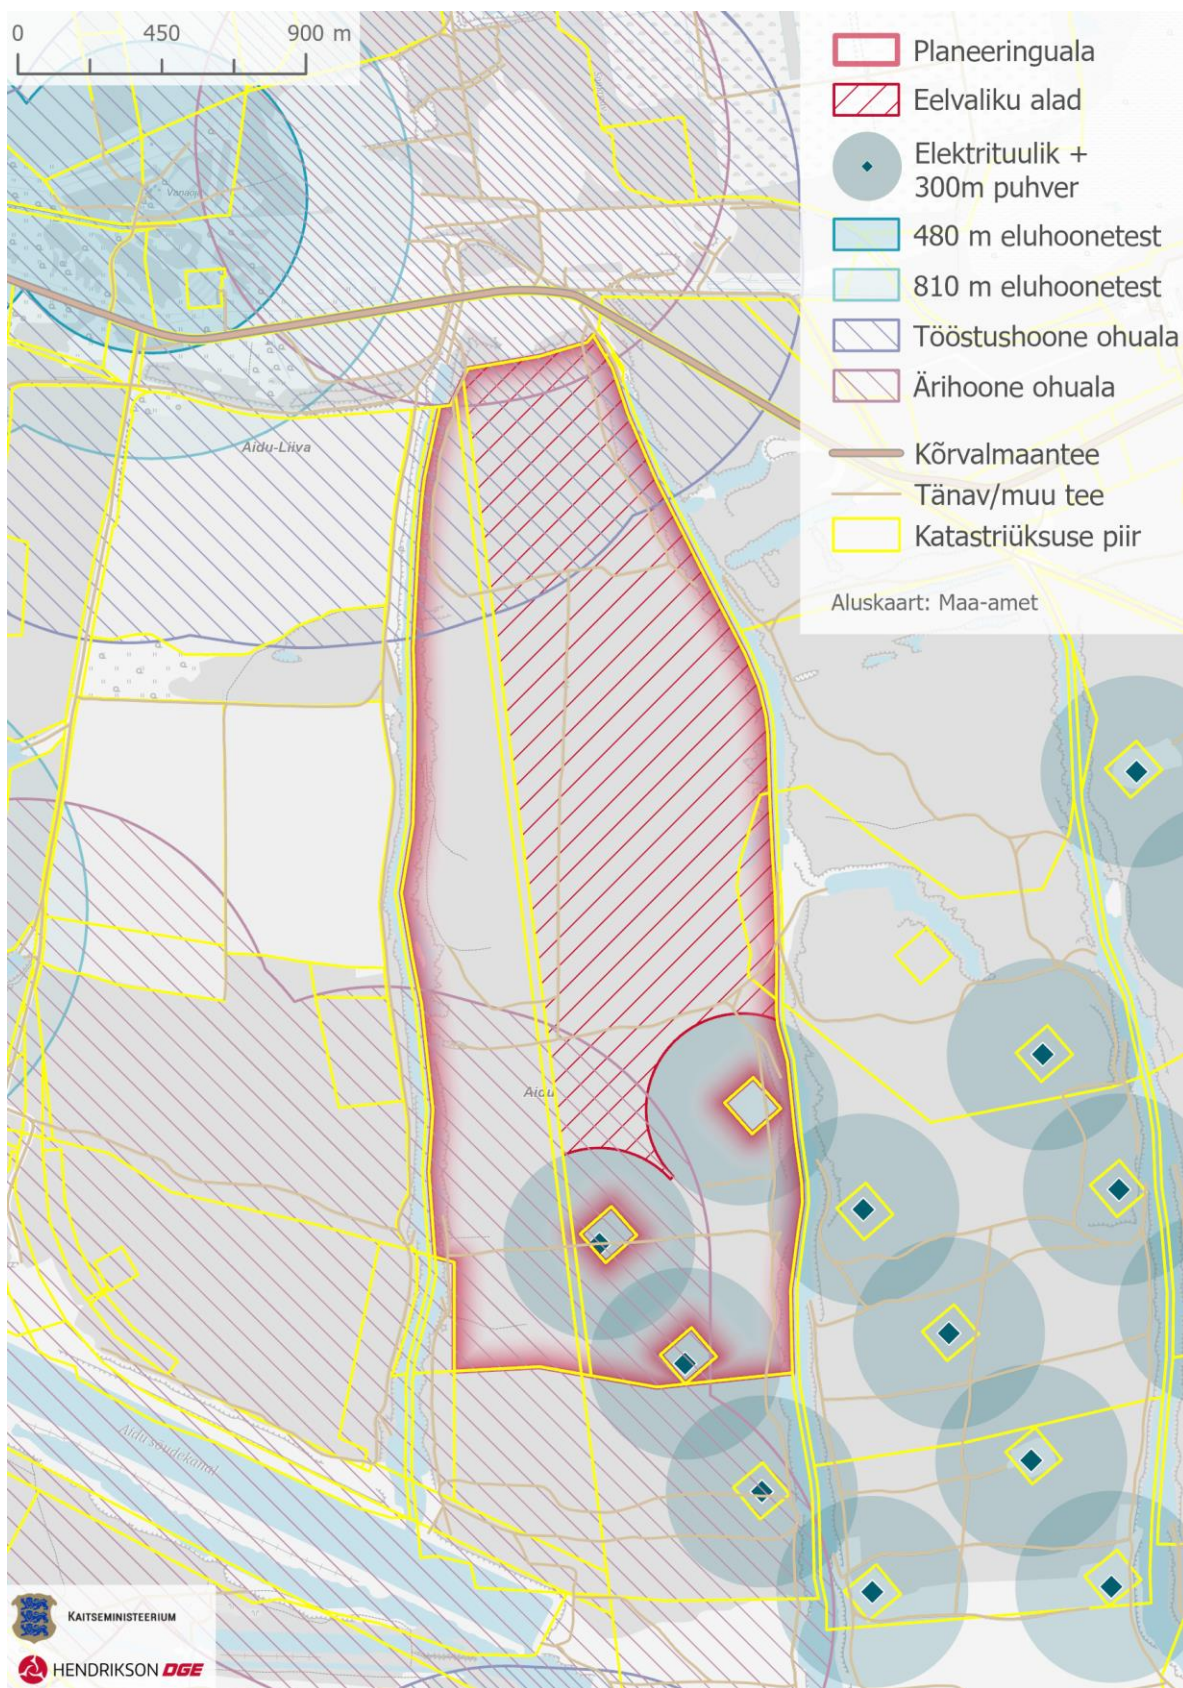 0 450 900 m
Planeeringuala
Eelvaliku alad
Elektrituulik +
300m puhver
480 m eluhoonetest
810 m eluhoonetest
Tööstushoone ohuala
Ärihoone ohuala
Kõrvalmaantee
Tänav/muu tee
Katastriüksuse piir
Aluskaart: Maa-amet
Aidu-Liiva
Aidu
Aidu sõudekanal
KAITSEMINISTEERIUM
HENDRIKSON DGE